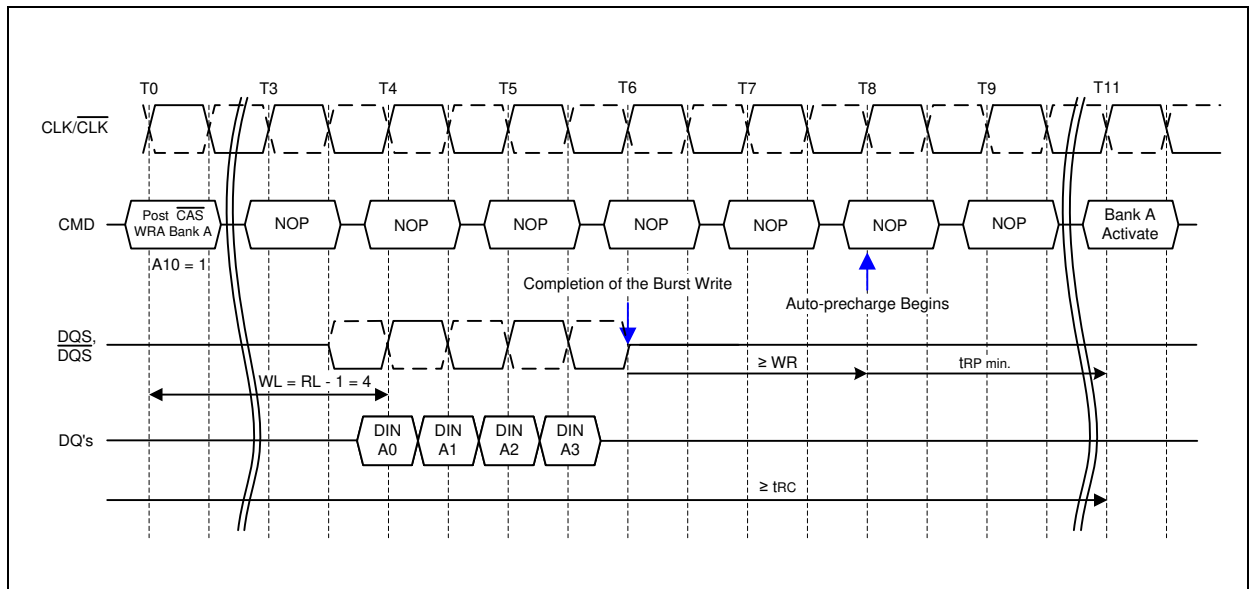 T0 T3 T4 T5 T6 T7 T8 T9 T11
CLK/CLK
CMD
Post CAS
WRA Bank A
NOP NOP NOP NOP NOP NOP NOP
Bank A
Activate
A10 = 1
Completion of the Burst Write
Auto-precharge Begins
DQS,
DQS
≥ WR
tRP min.
WL = RL - 1 = 4
DQ's
DIN
A0
DIN
A1
DIN
A2
DIN
A3
≥ tRC